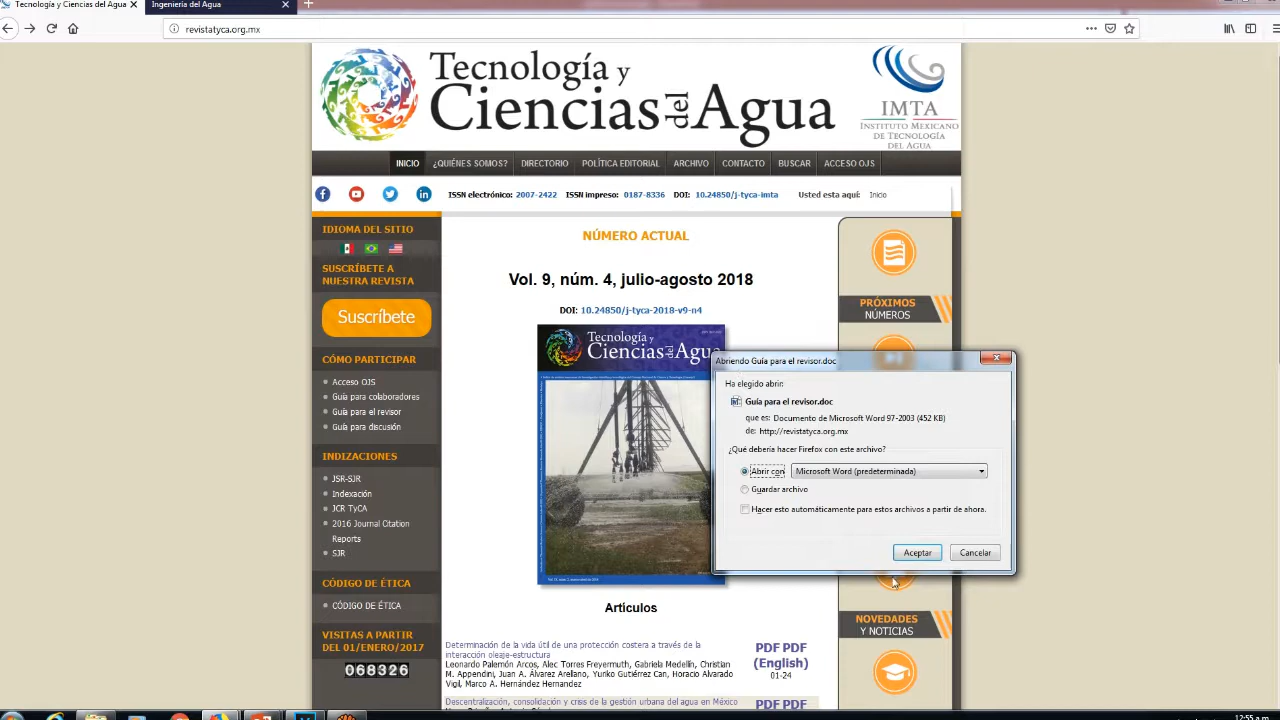 Tecnología y Ciencias del Agua
Ingeniería del Agua
revistatyca.org.mx
Tecnología y
Ciencias del Agua
IMTA
INSTITUTO MEXICANO
DE TECNOLOGÍA
DEL AGUA
INICIO ¿QUIÉNES SOMOS? DIRECTORIO POLÍTICA EDITORIAL ARCHIVO CONTACTO BUSCAR ACCESO OJS
ISSN electrónico: 2007-2422 ISSN impreso: 0187-8336 DOI: 10.24850/j-tyca-imta Usted esta aquí: Inicio
IDIOMA DEL SITIO
SUSCRÍBETE A
NUESTRA REVISTA
Suscríbete
CÓMO PARTICIPAR
Acceso OJS
Guía para colaboradores
Guía para el revisor
Guía para discusión
INDIZACIONES
JSR-SJR
Indexación
JCR TyCA
2016 Journal Citation
Reports
SJR
CÓDIGO DE ÉTICA
CÓDIGO DE ÉTICA
VISITAS A PARTIR
DEL 01/ENERO/2017
068326
NÚMERO ACTUAL
Vol. 9, núm. 4, julio-agosto 2018
DOI: 10.24850/j-tyca-2018-v9-n4
Tecnología y
Ciencias del Agua
Artículos
Determinación de la vida útil de una protección costera a través de la
interacción oleaje-estructura
Leonardo Palemón Arcos, Alec Torres Freyermuth, Gabriela Medellín, Christian
M. Appendini, Juan A. Álvarez Arellano, Yuriko Gutiérrez Can, Horacio Alvarado
Vigil, Marco A. Hernández Hernandez
PDF PDF
(English)
01-24
Descentralización, consolidación y crisis de la gestión urbana del agua en México
PDF PDF
PRÓXIMOS
NÚMEROS
Abriendo Guía para el revisor.doc
Ha elegido abrir:
Guía para el revisor.doc
que es: Documento de Microsoft Word 97-2003 (452 KB)
de: http://revistatyca.org.mx
¿Qué debería hacer Firefox con este archivo?
Abrir con Microsoft Word (predeterminada)
Guardar archivo
Hacer esto automáticamente para estos archivos a partir de ahora.
Aceptar Cancelar
NOVEDADES
Y NOTICIAS
12:55 a.m.